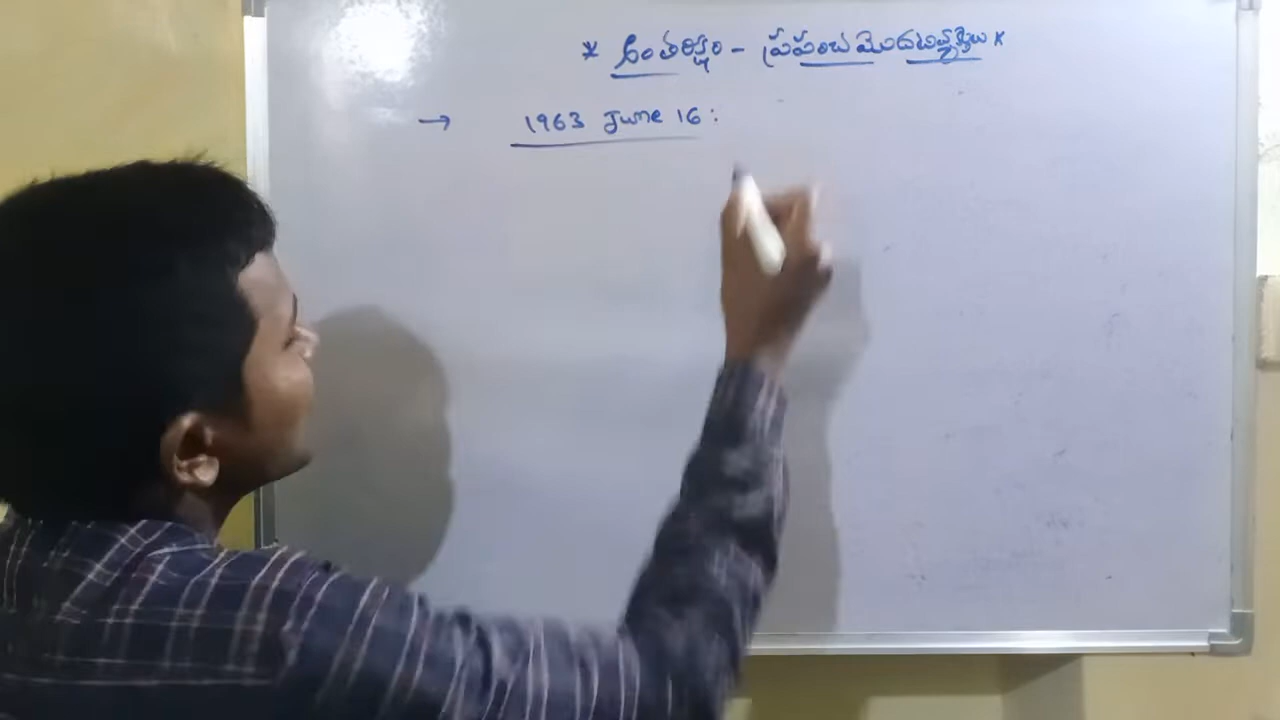 * అంతరిక్షం - ప్రపంచ మొదటి వ్యక్తులు *
→ 1963 June 16: